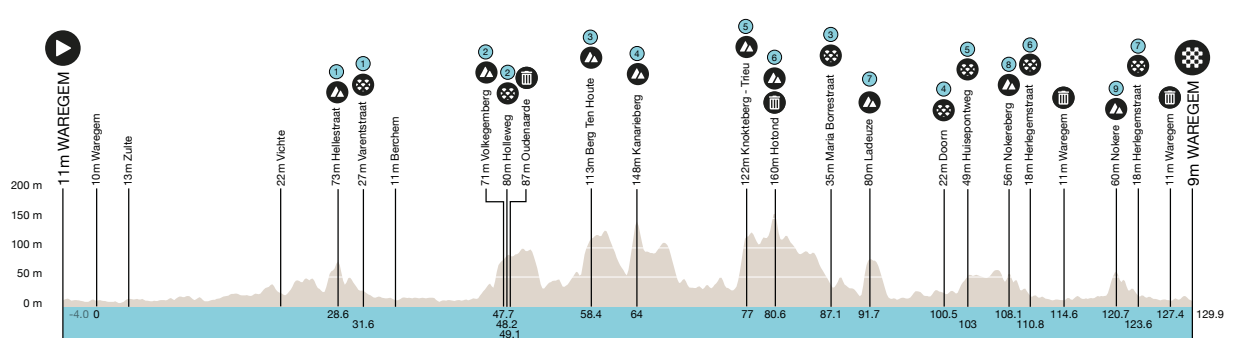 11m WAREGEM
10m Waregem
13m Zulte
22m Vichte
1
73m Hellestraat
1
27m Varentstraat
11m Berchem
2
71m Volkegemberg
2
80m Holleweg
87m Oudenaarde
3
113m Berg Ten Houte
4
148m Kanarieberg
5
122m Knokteberg - Trieu
6
160m Hotond
3
35m Maria Borrestraat
7
80m Ladeuze
4
22m Doorn
5
49m Huisepontweg
8
56m Nokereberg
6
18m Herlegemstraat
11m Waregem
9
60m Nokere
7
18m Herlegemstraat
11m Waregem
9m WAREGEM
200 m
150 m
100 m
50 m
0 m
-4.0
0
28.6
31.6
47.7
48.2
49.1
58.4
64
77
80.6
87.1
91.7
100.5
103
108.1
110.8
114.6
120.7
123.6
127.4
129.9